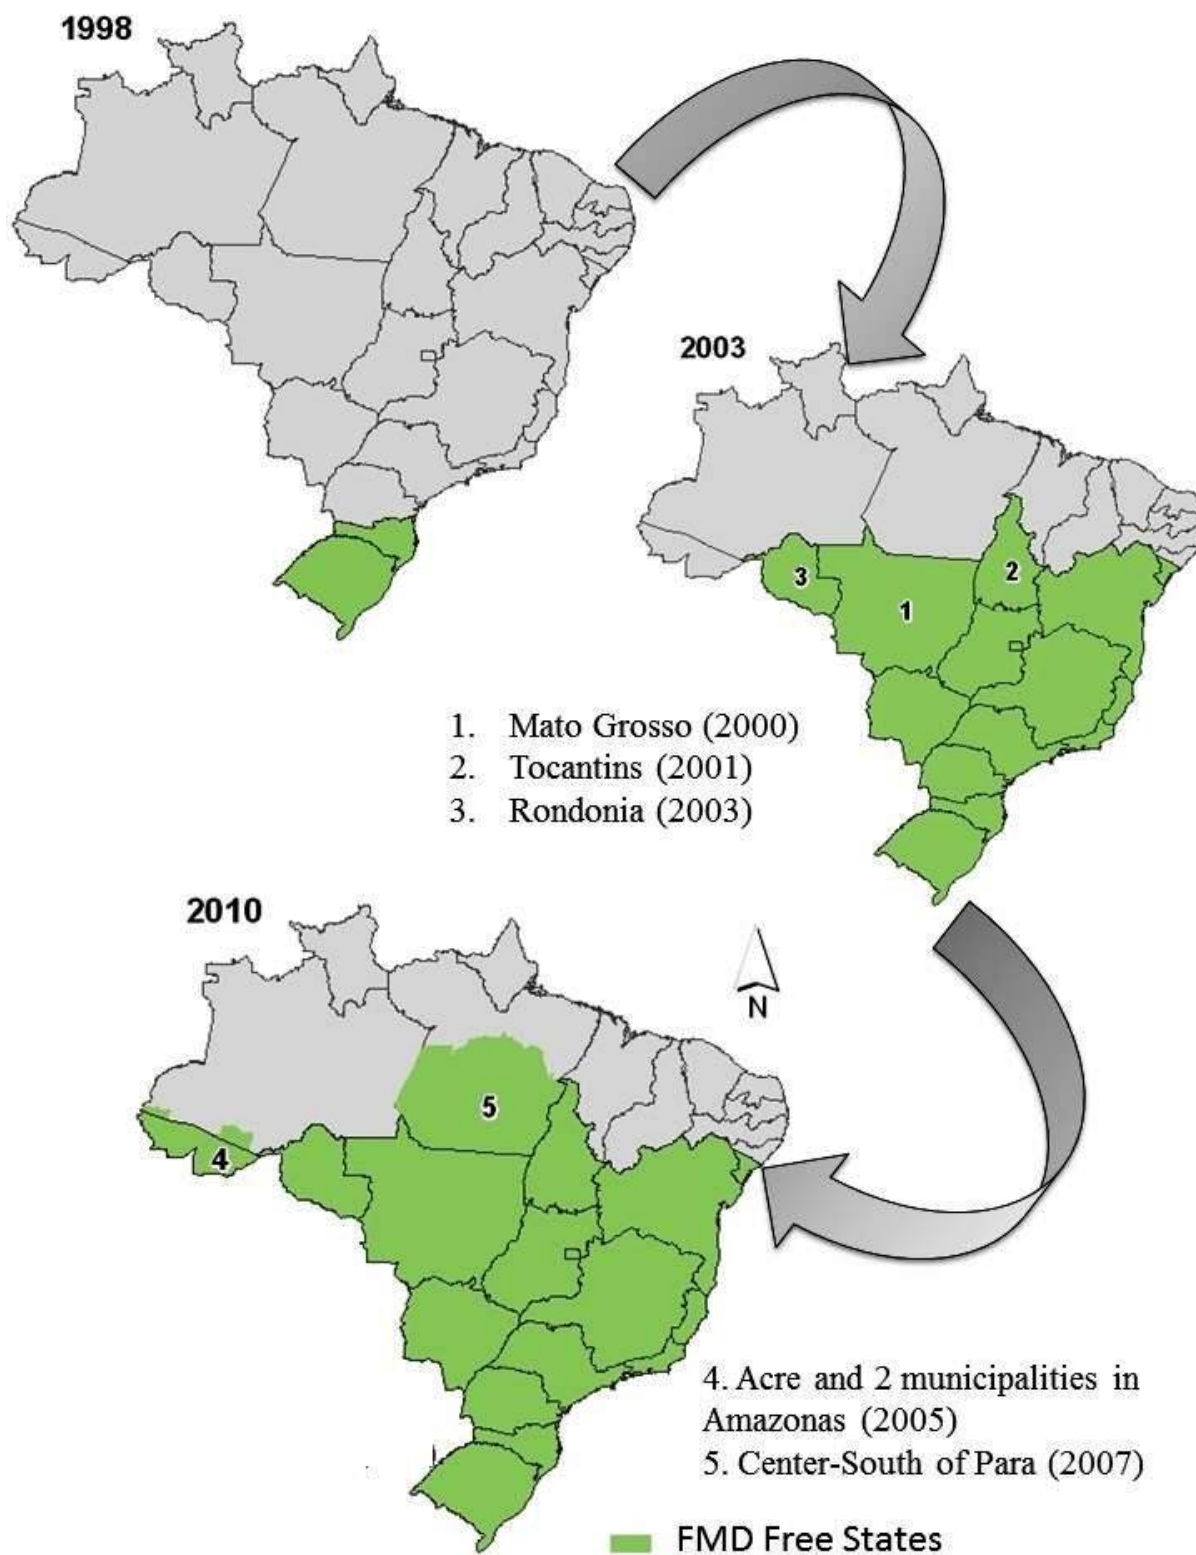 1998
2003
3
2
1
1. Mato Grosso (2000)
2. Tocantins (2001)
3. Rondonia (2003)
2010
N
5
4
4. Acre and 2 municipalities in
Amazonas (2005)
5. Center-South of Para (2007)
FMD Free States